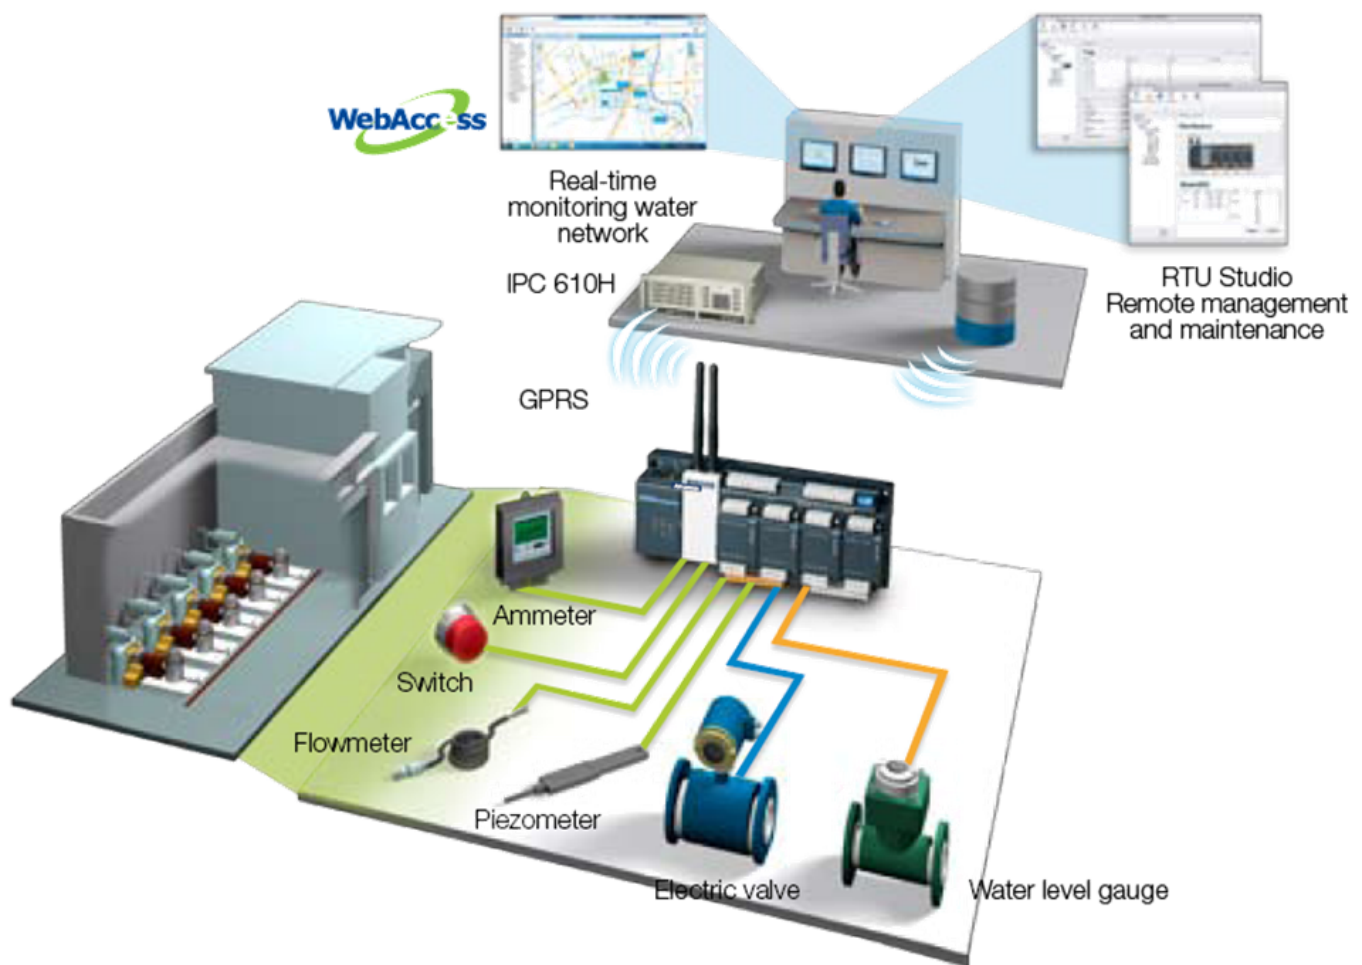 WebAccess
Real-time
monitoring water
network
IPC 610H
RTU Studio
Remote management
and maintenance
GPRS
Ammeter
Switch
Flowmeter
Piezometer
Electric valve
Water level gauge